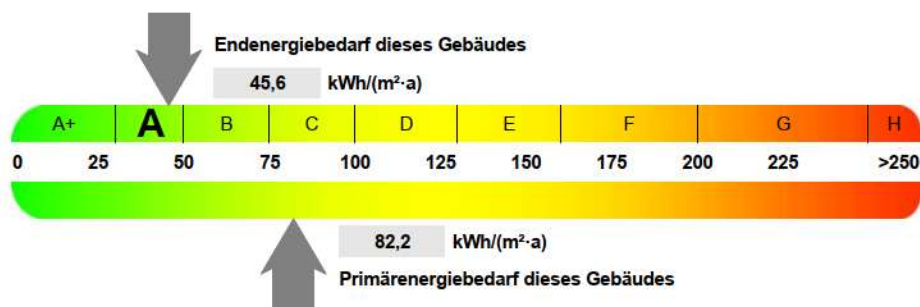 Endenergiebedarf dieses Gebäudes
45,6 kWh/(m²·a)
A+ A B C D E F G H
0 25 50 75 100 125 150 175 200 225 >250
82,2 kWh/(m²·a)
Primärenergiebedarf dieses Gebäudes